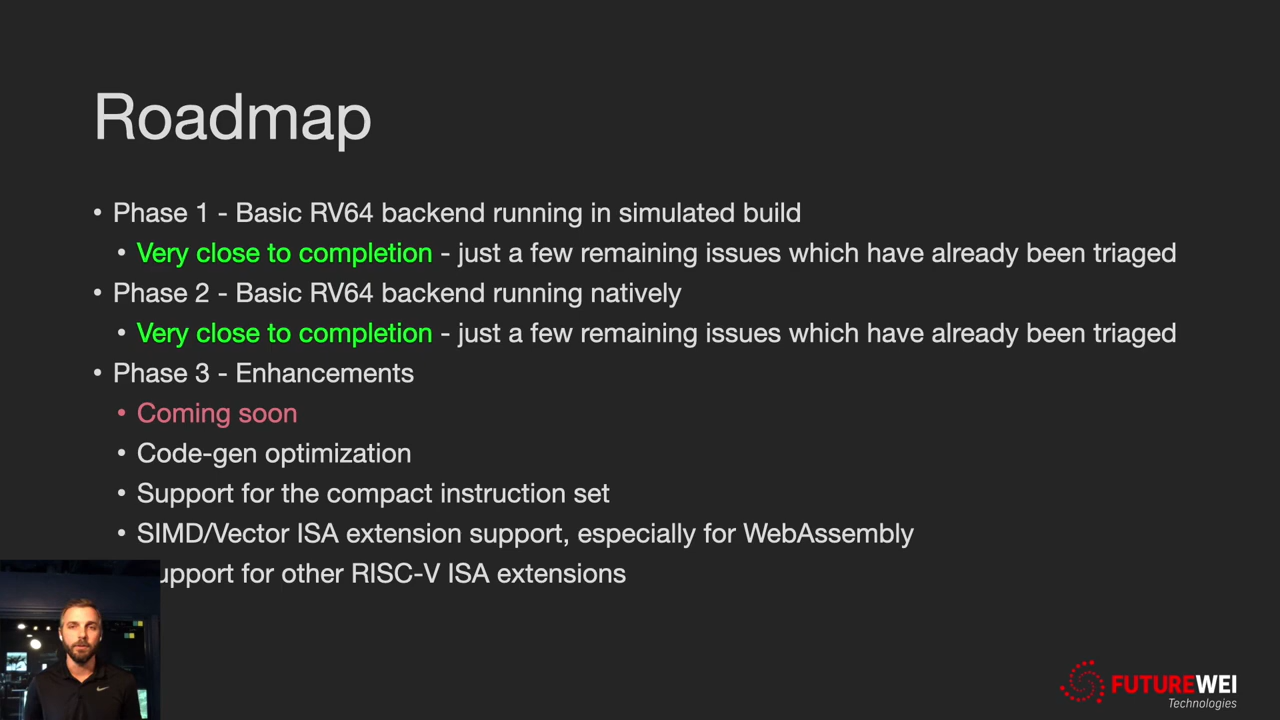 Roadmap
• Phase 1 - Basic RV64 backend running in simulated build
• Very close to completion - just a few remaining issues which have already been triaged
• Phase 2 - Basic RV64 backend running natively
• Very close to completion - just a few remaining issues which have already been triaged
• Phase 3 - Enhancements
• Coming soon
• Code-gen optimization
• Support for the compact instruction set
• SIMD/Vector ISA extension support, especially for WebAssembly
upport for other RISC-V ISA extensions
FUTUREWEI
Technologies